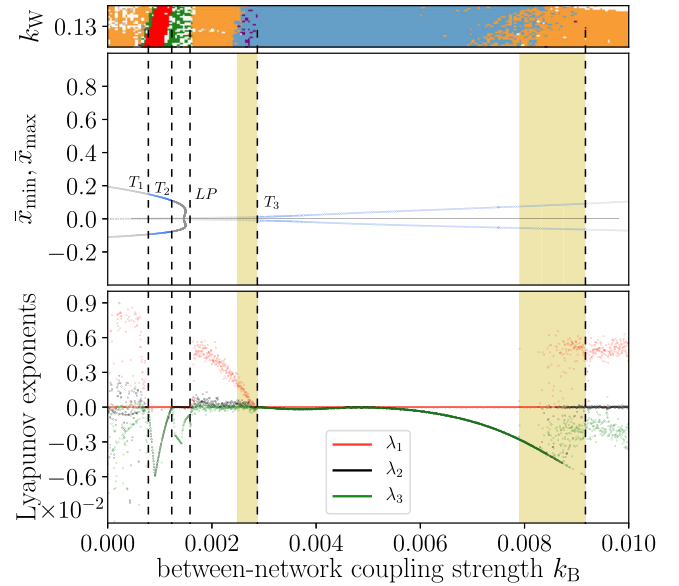 k_W
0.13
x̄_min, x̄_max
0.8
0.6
0.4
0.2
0.0
−0.2
T_1
T_2
LP
T_3
Lyapunov exponents
0.9
0.6
0.3
0.0
−0.3
−0.6
×10^−2
λ_1
λ_2
λ_3
0.000
0.002
0.004
0.006
0.008
0.010
between-network coupling strength k_B